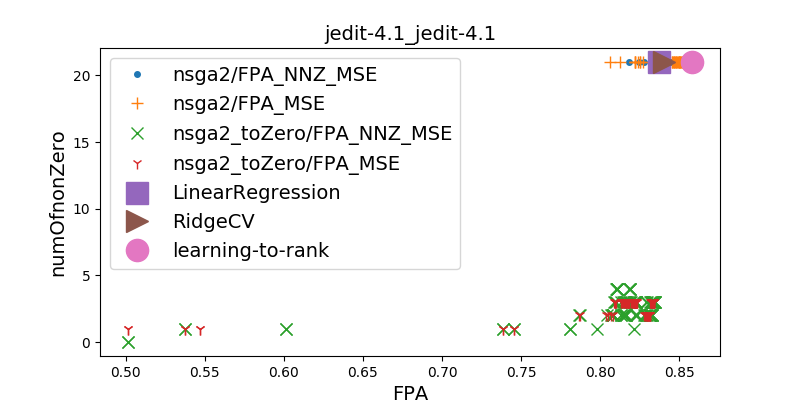 jedit-4.1_jedit-4.1
numOfnonZero
20
15
10
5
0
nsga2/FPA_NNZ_MSE
nsga2/FPA_MSE
nsga2_toZero/FPA_NNZ_MSE
nsga2_toZero/FPA_MSE
LinearRegression
RidgeCV
learning-to-rank
0.50 0.55 0.60 0.65 0.70 0.75 0.80 0.85
FPA